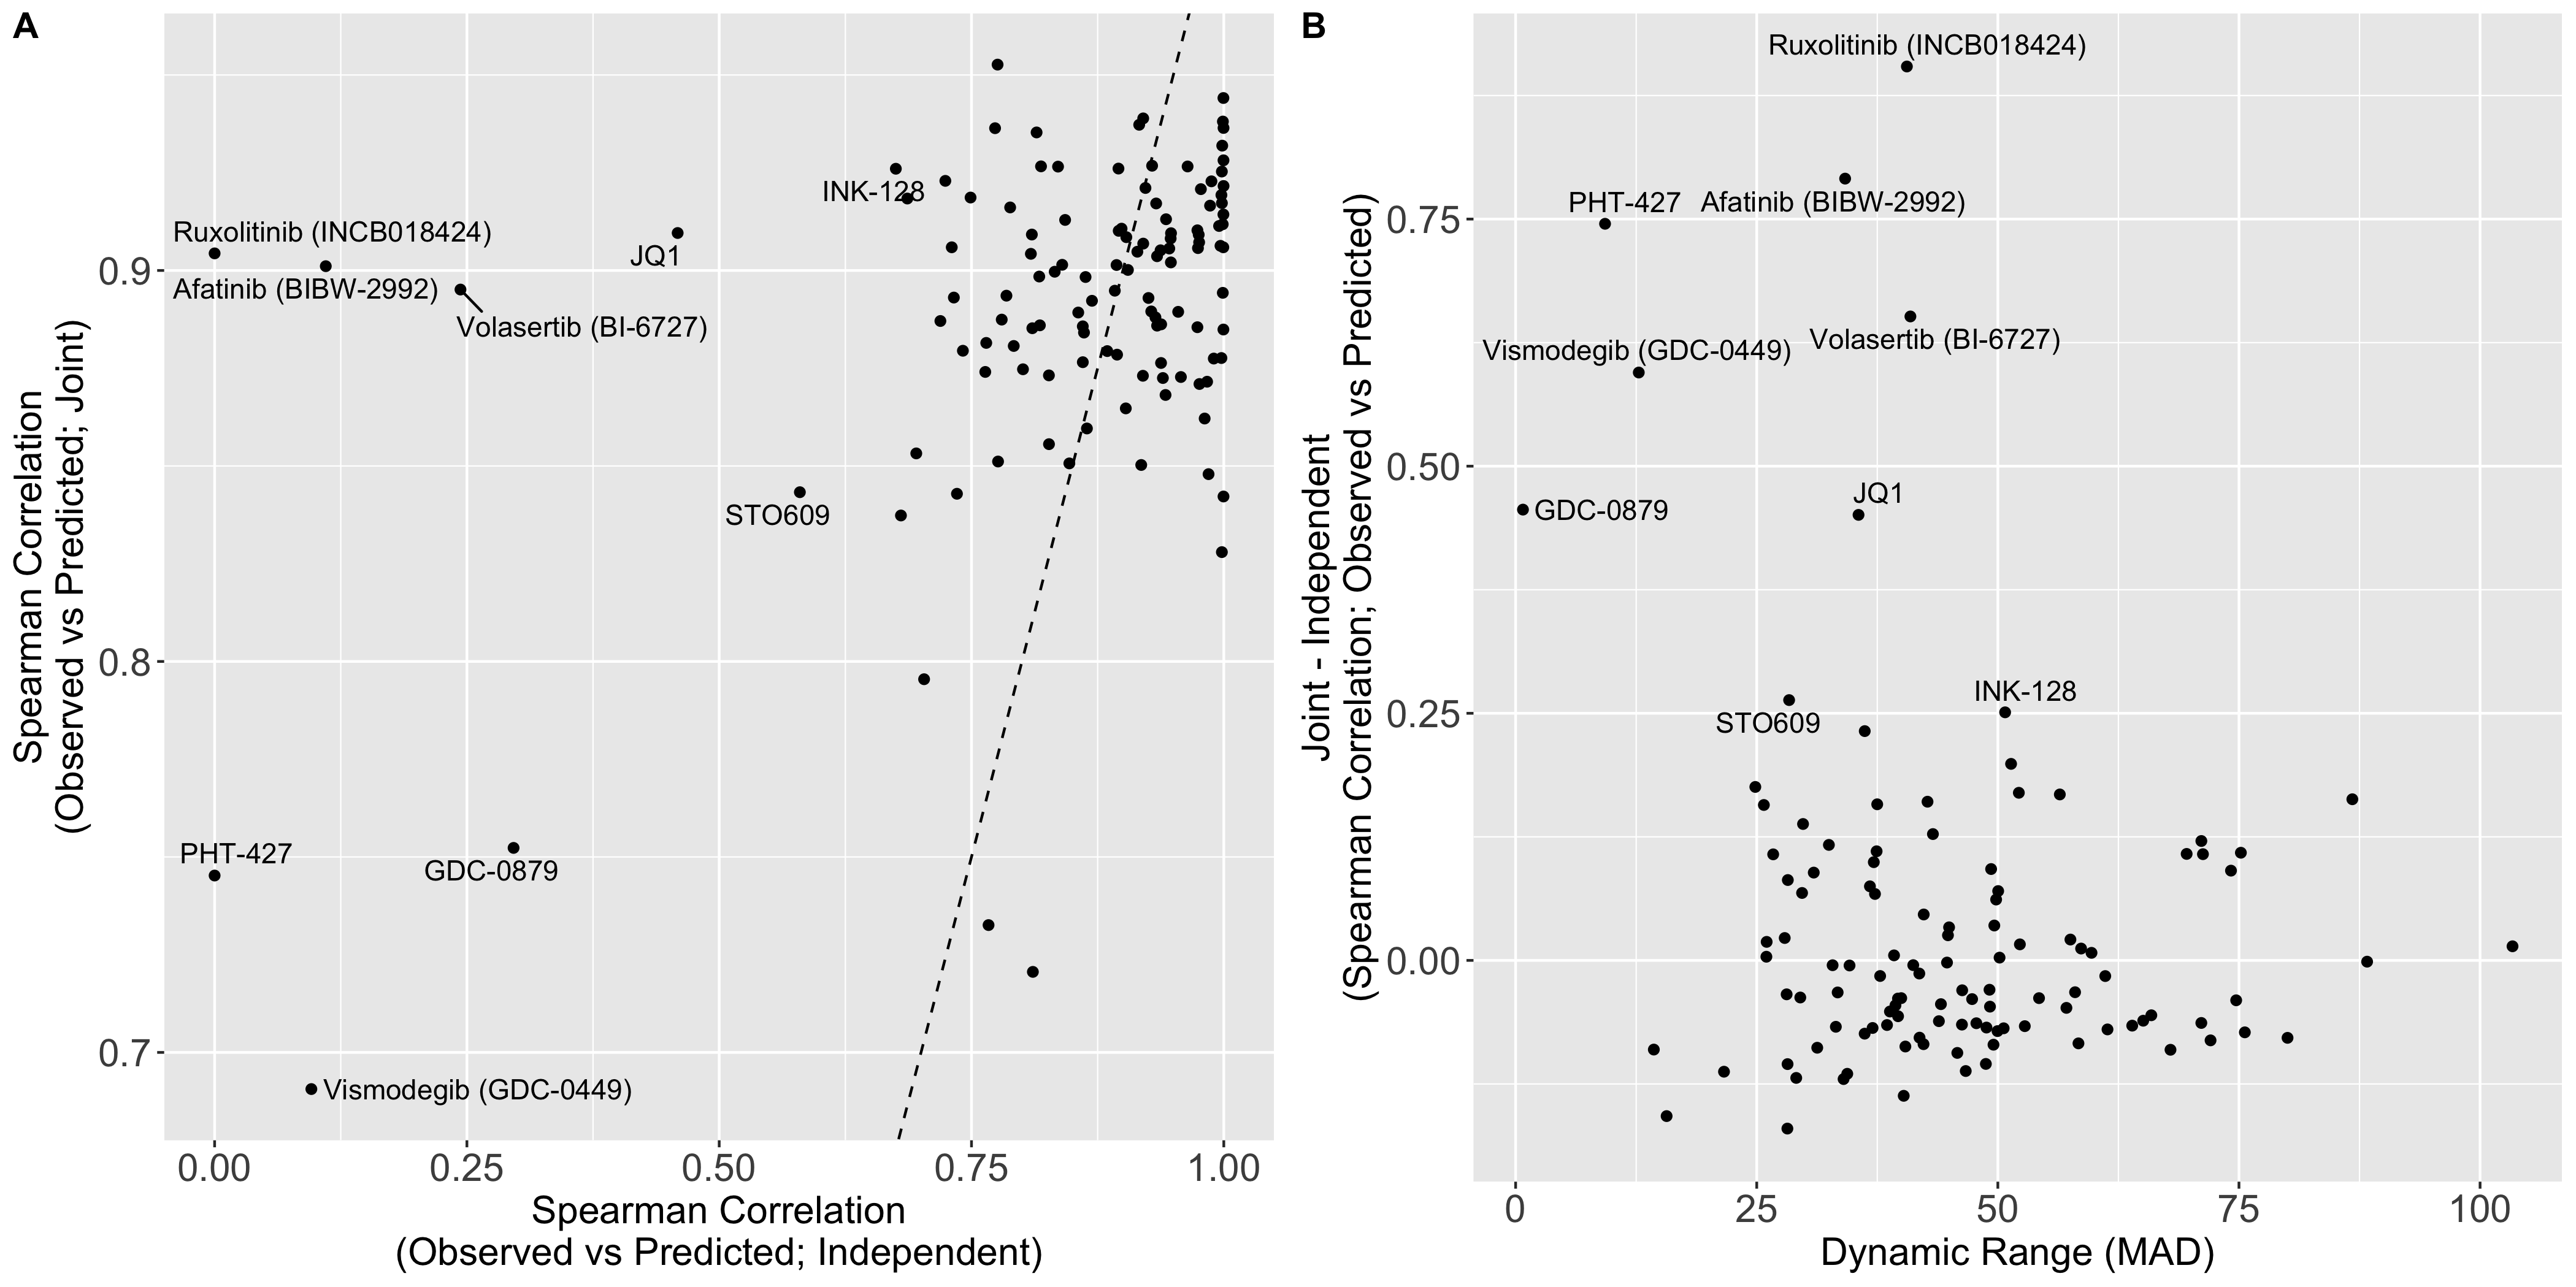 A
Spearman Correlation
(Observed vs Predicted; Joint)
0.9
0.8
0.7
INK-128
Ruxolitinib (INCB018424)
JQ1
Afatinib (BIBW-2992)
Volasertib (BI-6727)
STO609
PHT-427
GDC-0879
Vismodegib (GDC-0449)
0.00
0.25
0.50
0.75
1.00
Spearman Correlation
(Observed vs Predicted; Independent)
B
Joint - Independent
(Spearman Correlation; Observed vs Predicted)
0.75
0.50
0.25
0.00
Ruxolitinib (INCB018424)
PHT-427
Afatinib (BIBW-2992)
Volasertib (BI-6727)
Vismodegib (GDC-0449)
JQ1
GDC-0879
INK-128
STO609
0
25
50
75
100
Dynamic Range (MAD)